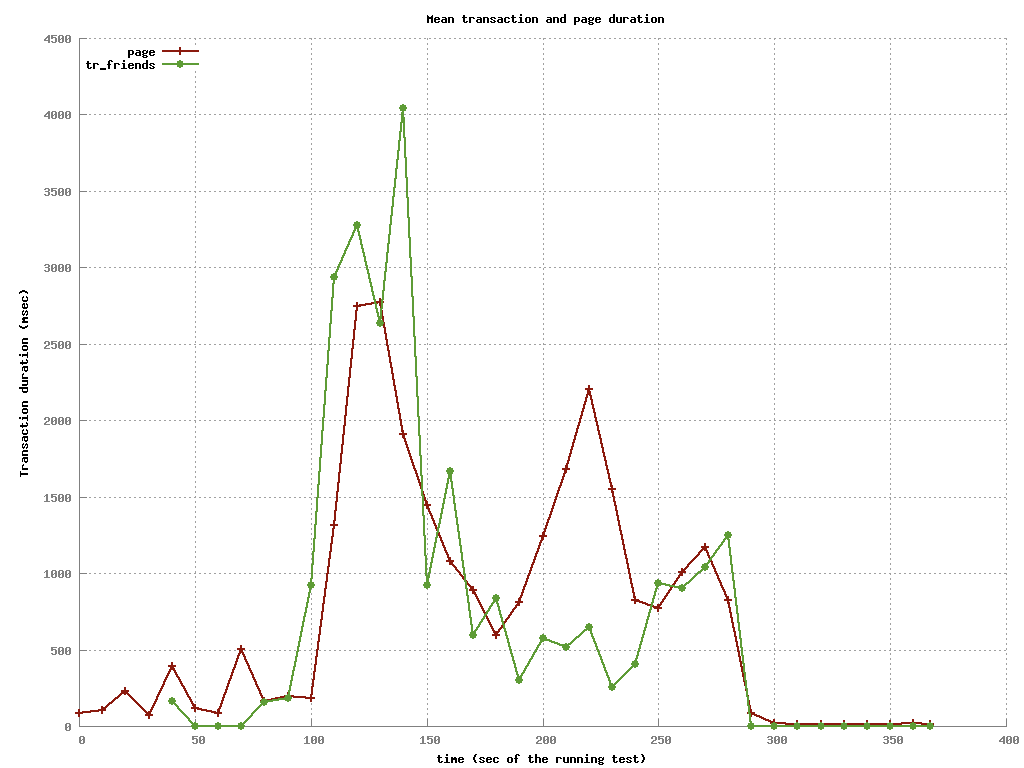 Mean transaction and page duration
page
tr_friends
4500
4000
3500
3000
2500
2000
1500
1000
500
0
Transaction duration (msec)
0 50 100 150 200 250 300 350 400
time (sec of the running test)